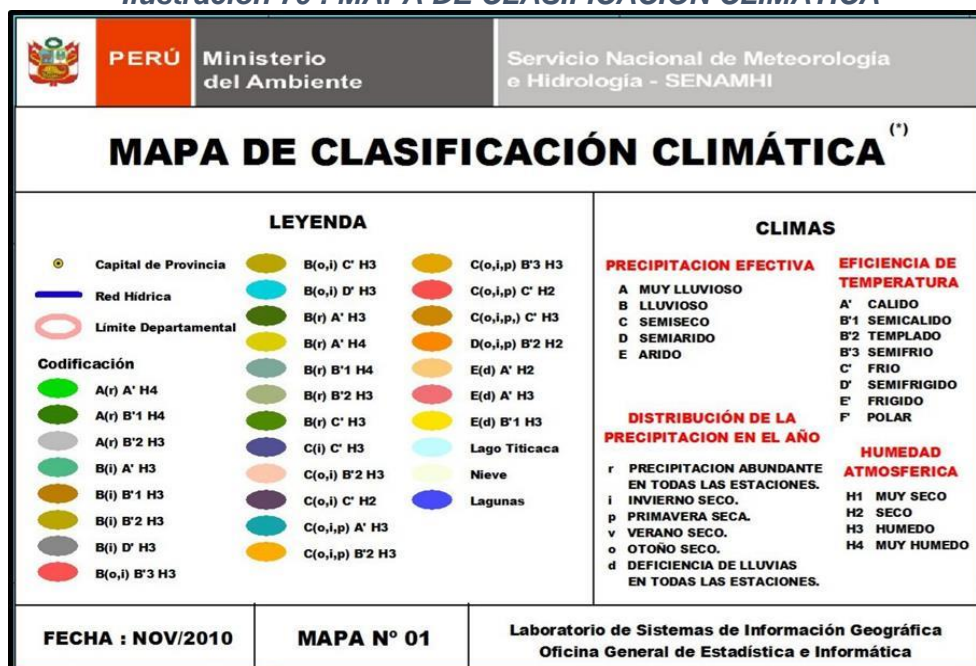 Ilustración 79 : MAPA DE CLASIFICACIÓN CLIMÁTICA
PERÚ
Ministerio
del Ambiente
Servicio Nacional de Meteorología
e Hidrología - SENAMHI
MAPA DE CLASIFICACIÓN CLIMÁTICA (*)
LEYENDA
Capital de Provincia
Red Hídrica
Límite Departamental
Codificación
A(r) A' H4
A(r) B'1 H4
A(r) B'2 H3
B(i) A' H3
B(i) B'1 H3
B(i) B'2 H3
B(i) D' H3
B(o,i) B'3 H3
B(o,i) C' H3
B(o,i) D' H3
B(r) A' H3
B(r) A' H4
B(r) B'1 H4
B(r) B'2 H3
B(r) C' H3
C(i) C' H3
C(o,i) B'2 H3
C(o,i) C' H2
C(o,i,p) A' H3
C(o,i,p) B'2 H3
C(o,i,p) B'3 H3
C(o,i,p) C' H2
C(o,i,p,) C' H3
D(o,i,p) B'2 H2
E(d) A' H2
E(d) A' H3
E(d) B'1 H3
Lago Titicaca
Nieve
Lagunas
CLIMAS
PRECIPITACION EFECTIVA
A MUY LLUVIOSO
B LLUVIOSO
C SEMISECO
D SEMIARIDO
E ARIDO
DISTRIBUCIÓN DE LA
PRECIPITACION EN EL AÑO
r PRECIPITACION ABUNDANTE
EN TODAS LAS ESTACIONES.
i INVIERNO SECO.
p PRIMAVERA SECA.
v VERANO SECO.
o OTOÑO SECO.
d DEFICIENCIA DE LLUVIAS
EN TODAS LAS ESTACIONES.
EFICIENCIA DE
TEMPERATURA
A' CALIDO
B'1 SEMICALIDO
B'2 TEMPLADO
B'3 SEMIFRIO
C' FRIO
D' SEMIFRIGIDO
E' FRIGIDO
F' POLAR
HUMEDAD
ATMOSFERICA
H1 MUY SECO
H2 SECO
H3 HUMEDO
H4 MUY HUMEDO
FECHA : NOV/2010
MAPA Nº 01
Laboratorio de Sistemas de Información Geográfica
Oficina General de Estadística e Informática